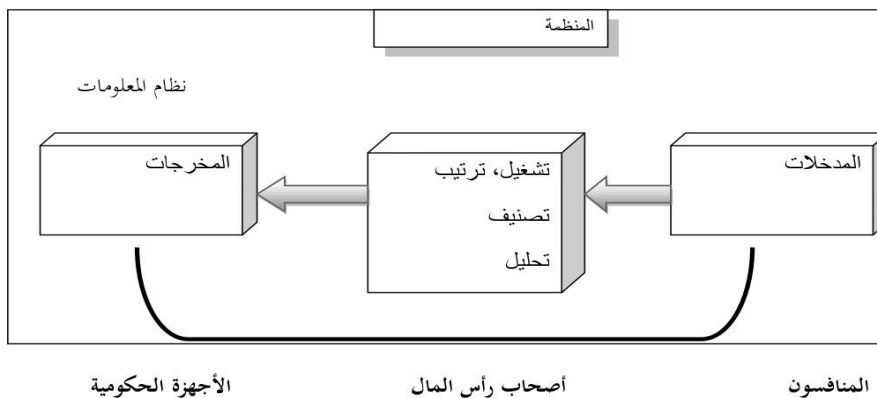 المنظمة
نظام المعلومات
المدخلات
تشغيل، ترتيب
تصنيف
تحليل
المخرجات
المنافسون
أصحاب رأس المال
الأجهزة الحكومية